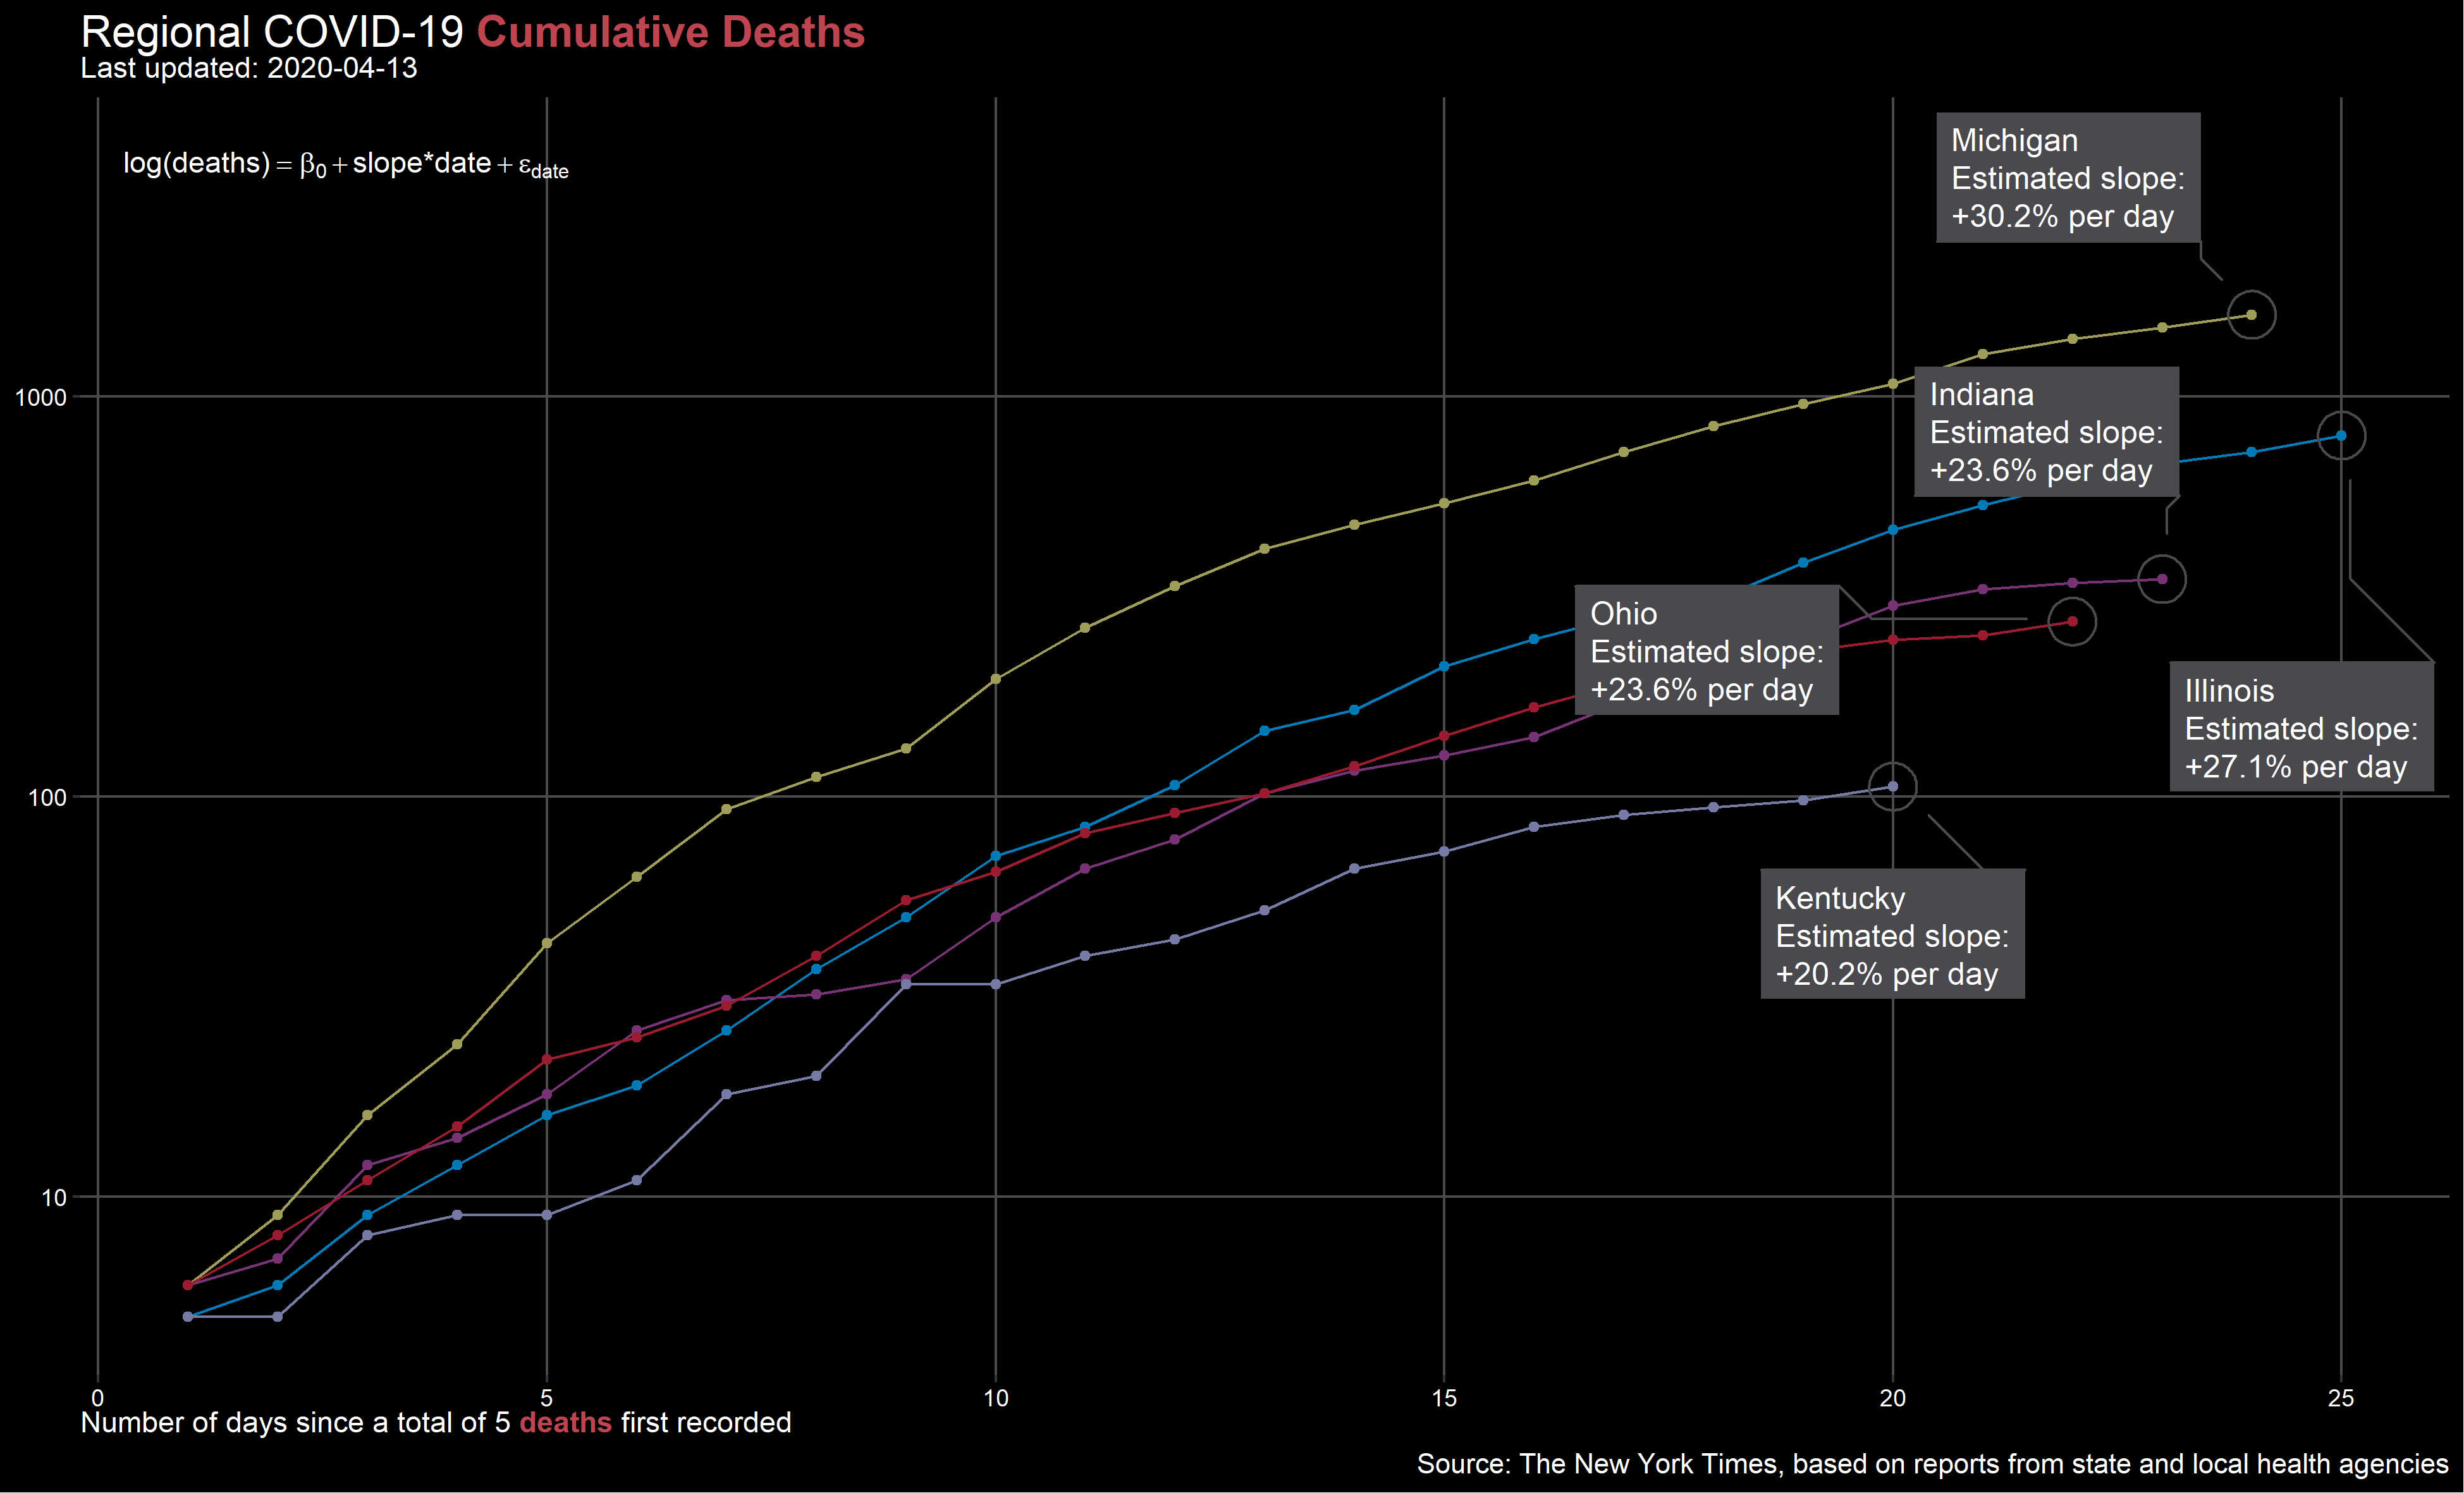 Regional COVID-19 Cumulative Deaths
Last updated: 2020-04-13
log(deaths) = β0 + slope*date + εdate
Michigan
Estimated slope:
+30.2% per day
1000
Indiana
Estimated slope:
+23.6% per day
Ohio
Estimated slope:
+23.6% per day
Illinois
Estimated slope:
+27.1% per day
100
Kentucky
Estimated slope:
+20.2% per day
10
0 5 10 15 20 25
Number of days since a total of 5 deaths first recorded
Source: The New York Times, based on reports from state and local health agencies